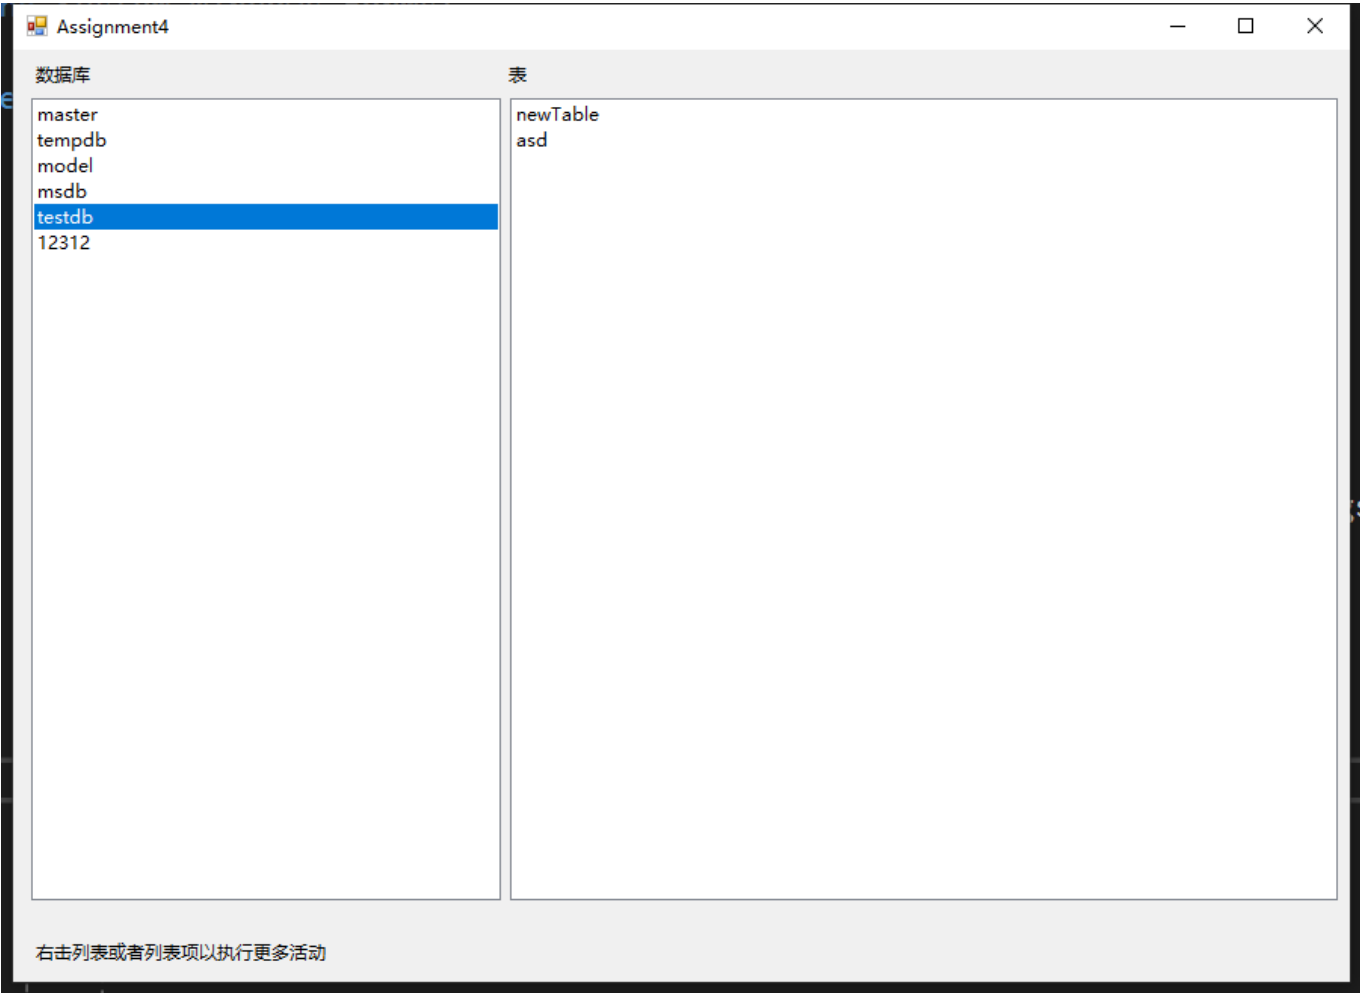 Assignment4
数据库
表
master
tempdb
model
msdb
testdb
12312
newTable
asd
右击列表或者列表项以执行更多活动